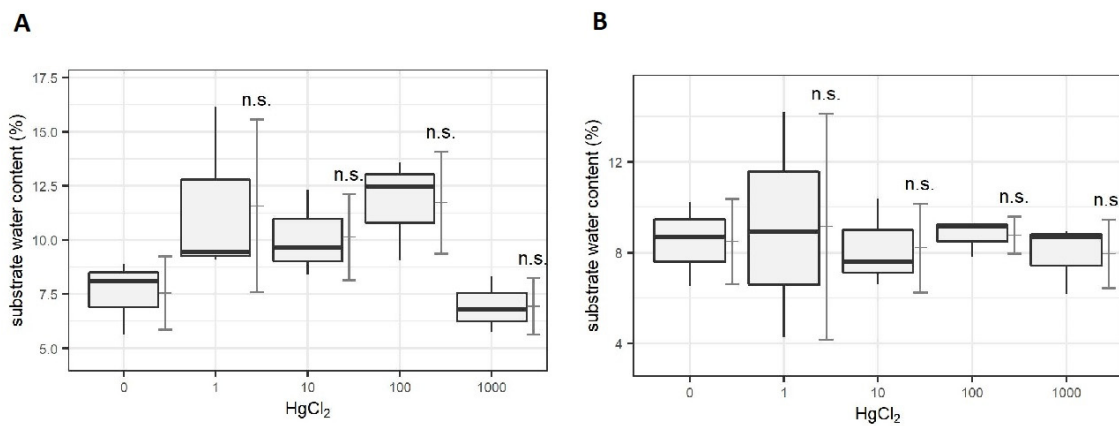 A
17.5
15.0
12.5
10.0
7.5
5.0
substrate water content (%)
n.s.
n.s.
n.s.
n.s.
0 1 10 100 1000
HgCl₂
B
12
8
4
substrate water content (%)
n.s.
n.s.
n.s.
n.s
0 1 10 100 1000
HgCl₂